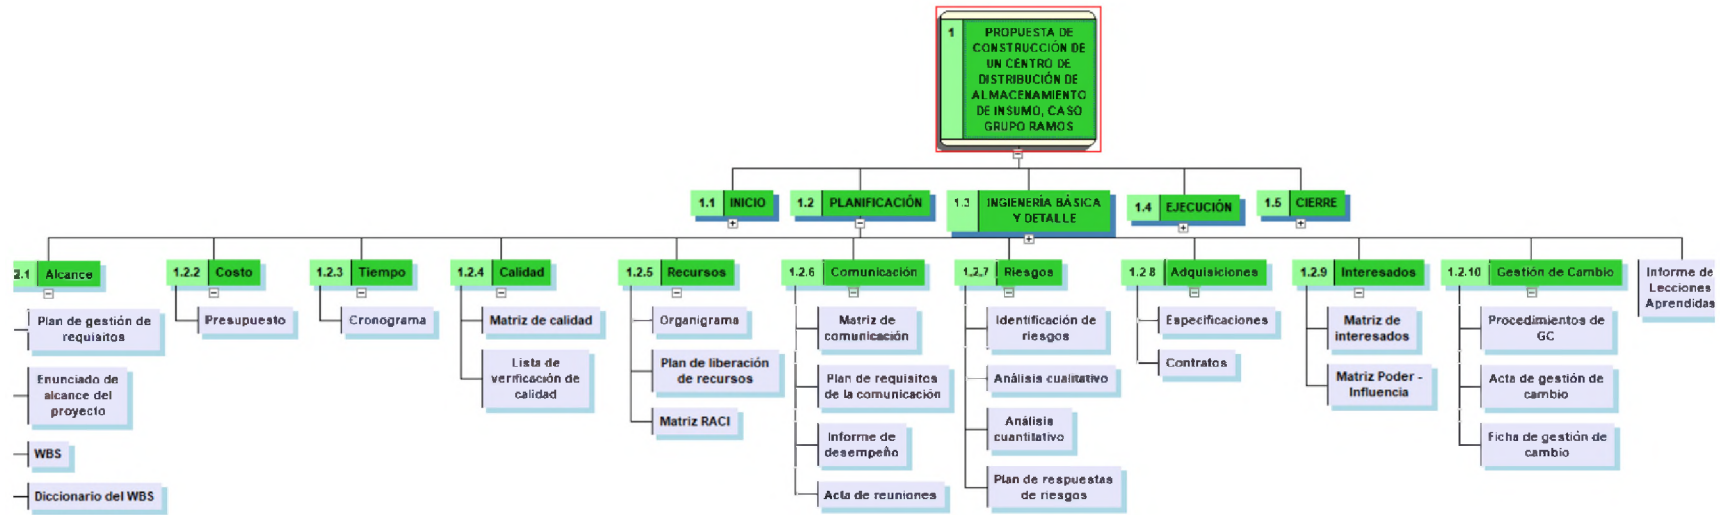 1
PROPUESTA DE
CONSTRUCCIÓN DE
UN CENTRO DE
DISTRIBUCIÓN DE
ALMACENAMIENTO
DE INSUMO, CASO
GRUPO RAMOS
1.1 INICIO
1.2 PLANIFICACIÓN
1.3 INGIENERÍA BÁSICA
Y DETALLE
1.4 EJECUCIÓN
1.5 CIERRE
2.1 Alcance
Plan de gestión de
requisitos
Enunciado de
alcance del
proyecto
WBS
Diccionario del WBS
1.2.2 Costo
Presupuesto
1.2.3 Tiempo
Cronograma
1.2.4 Calidad
Matriz de calidad
Lista de
verificación de
calidad
1.2.5 Recursos
Organigrama
Plan de liberación
de recursos
Matriz RACI
1.2.6 Comunicación
Matriz de
comunicación
Plan de requisitos
de la comunicación
Informe de
desempeño
Acta de reuniones
1.2.7 Riesgos
Identificación de
riesgos
Análisis cualitativo
Análisis
cuantitativo
Plan de respuestas
de riesgos
1.2.8 Adquisiciones
Especificaciones
Contratos
1.2.9 Interesados
Matriz de
interesados
Matriz Poder -
Influencia
1.2.10 Gestión de Cambio
Procedimientos de
GC
Acta de gestión de
cambio
Ficha de gestión de
cambio
Informe de
Lecciones
Aprendidas